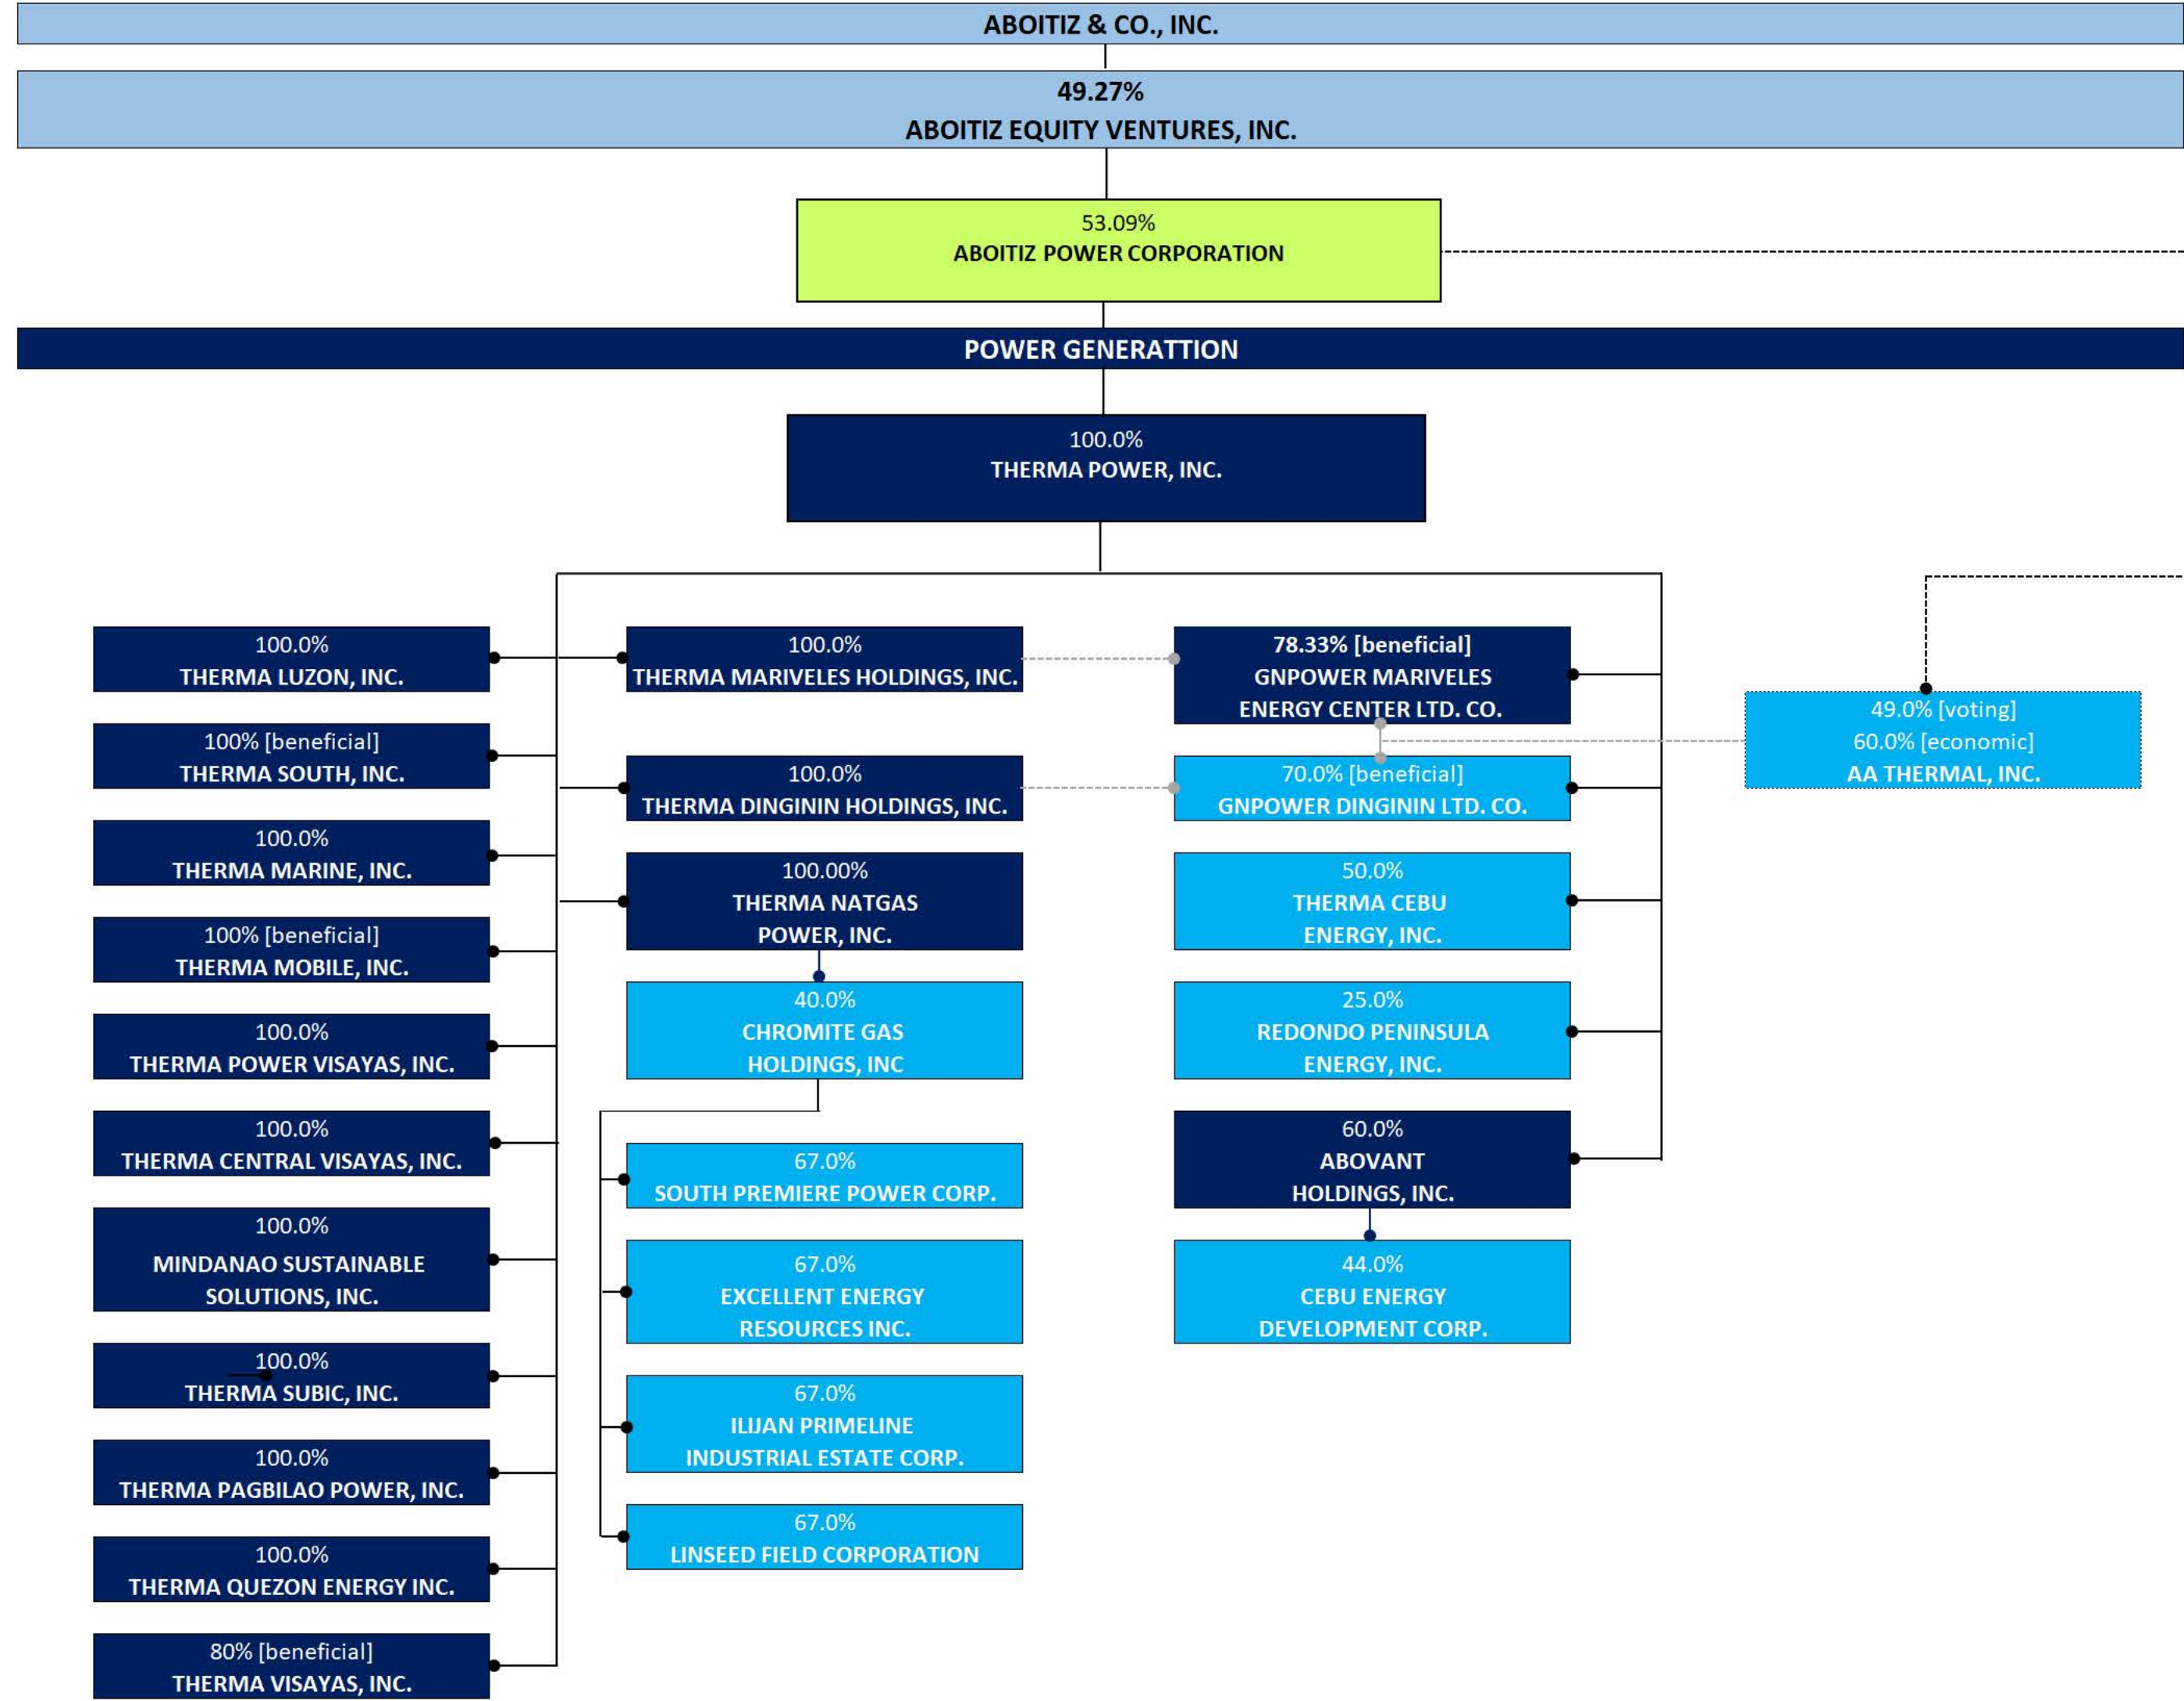 ABOITIZ & CO., INC.
49.27%
ABOITIZ EQUITY VENTURES, INC.
53.09%
ABOITIZ POWER CORPORATION
POWER GENERATTION
100.0%
THERMA POWER, INC.
100.0%
THERMA LUZON, INC.
100% [beneficial]
THERMA SOUTH, INC.
100.0%
THERMA MARINE, INC.
100% [beneficial]
THERMA MOBILE, INC.
100.0%
THERMA POWER VISAYAS, INC.
100.0%
THERMA CENTRAL VISAYAS, INC.
100.0%
MINDANAO SUSTAINABLE
SOLUTIONS, INC.
100.0%
THERMA SUBIC, INC.
100.0%
THERMA PAGBILAO POWER, INC.
100.0%
THERMA QUEZON ENERGY INC.
80% [beneficial]
THERMA VISAYAS, INC.
100.0%
THERMA MARIVELES HOLDINGS, INC.
100.0%
THERMA DINGININ HOLDINGS, INC.
100.00%
THERMA NATGAS
POWER, INC.
40.0%
CHROMITE GAS
HOLDINGS, INC
67.0%
SOUTH PREMIERE POWER CORP.
67.0%
EXCELLENT ENERGY
RESOURCES INC.
67.0%
ILIJAN PRIMELINE
INDUSTRIAL ESTATE CORP.
67.0%
LINSEED FIELD CORPORATION
78.33% [beneficial]
GNPOWER MARIVELES
ENERGY CENTER LTD. CO.
70.0% [beneficial]
GNPOWER DINGININ LTD. CO.
50.0%
THERMA CEBU
ENERGY, INC.
25.0%
REDONDO PENINSULA
ENERGY, INC.
60.0%
ABOVANT
HOLDINGS, INC.
44.0%
CEBU ENERGY
DEVELOPMENT CORP.
49.0% [voting]
60.0% [economic]
AA THERMAL, INC.